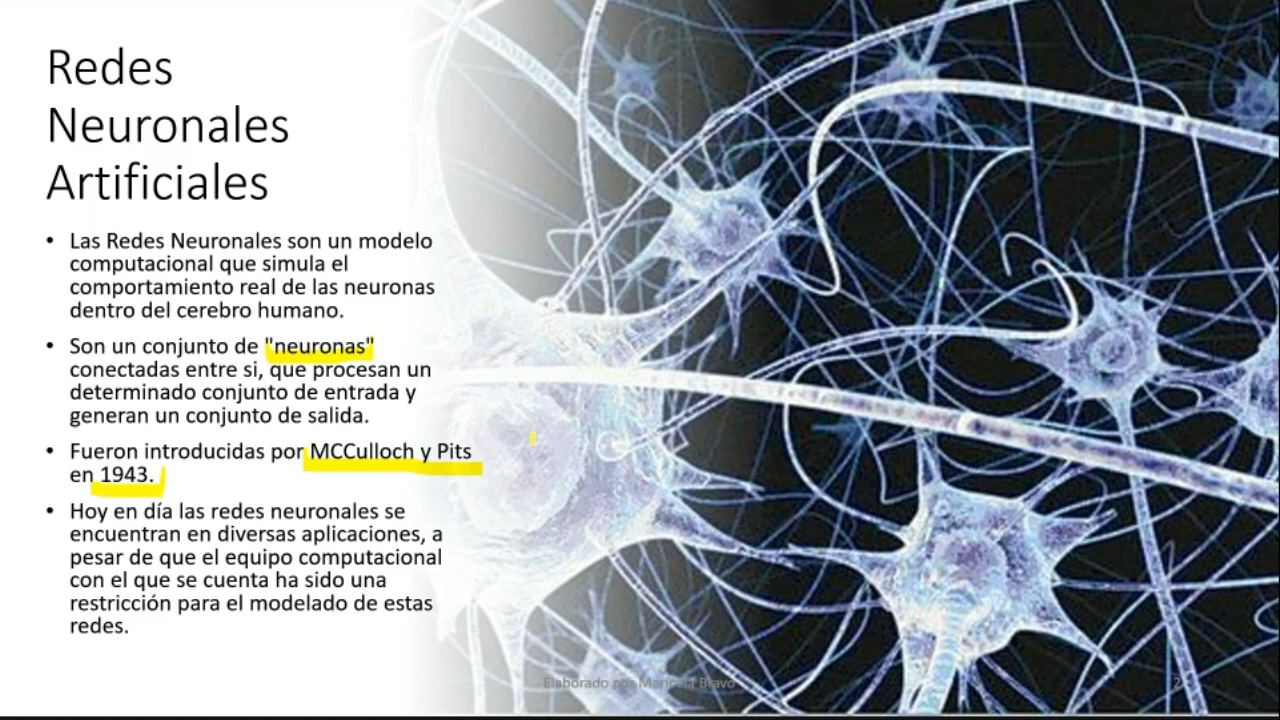 Redes
Neuronales
Artificiales
• Las Redes Neuronales son un modelo
computacional que simula el
comportamiento real de las neuronas
dentro del cerebro humano.
• Son un conjunto de "neuronas"
conectadas entre si, que procesan un
determinado conjunto de entrada y
generan un conjunto de salida.
• Fueron introducidas por MCCulloch y Pits
en 1943.
• Hoy en día las redes neuronales se
encuentran en diversas aplicaciones, a
pesar de que el equipo computacional
con el que se cuenta ha sido una
restricción para el modelado de estas
redes.
Elaborado por Maricela Bravo
2